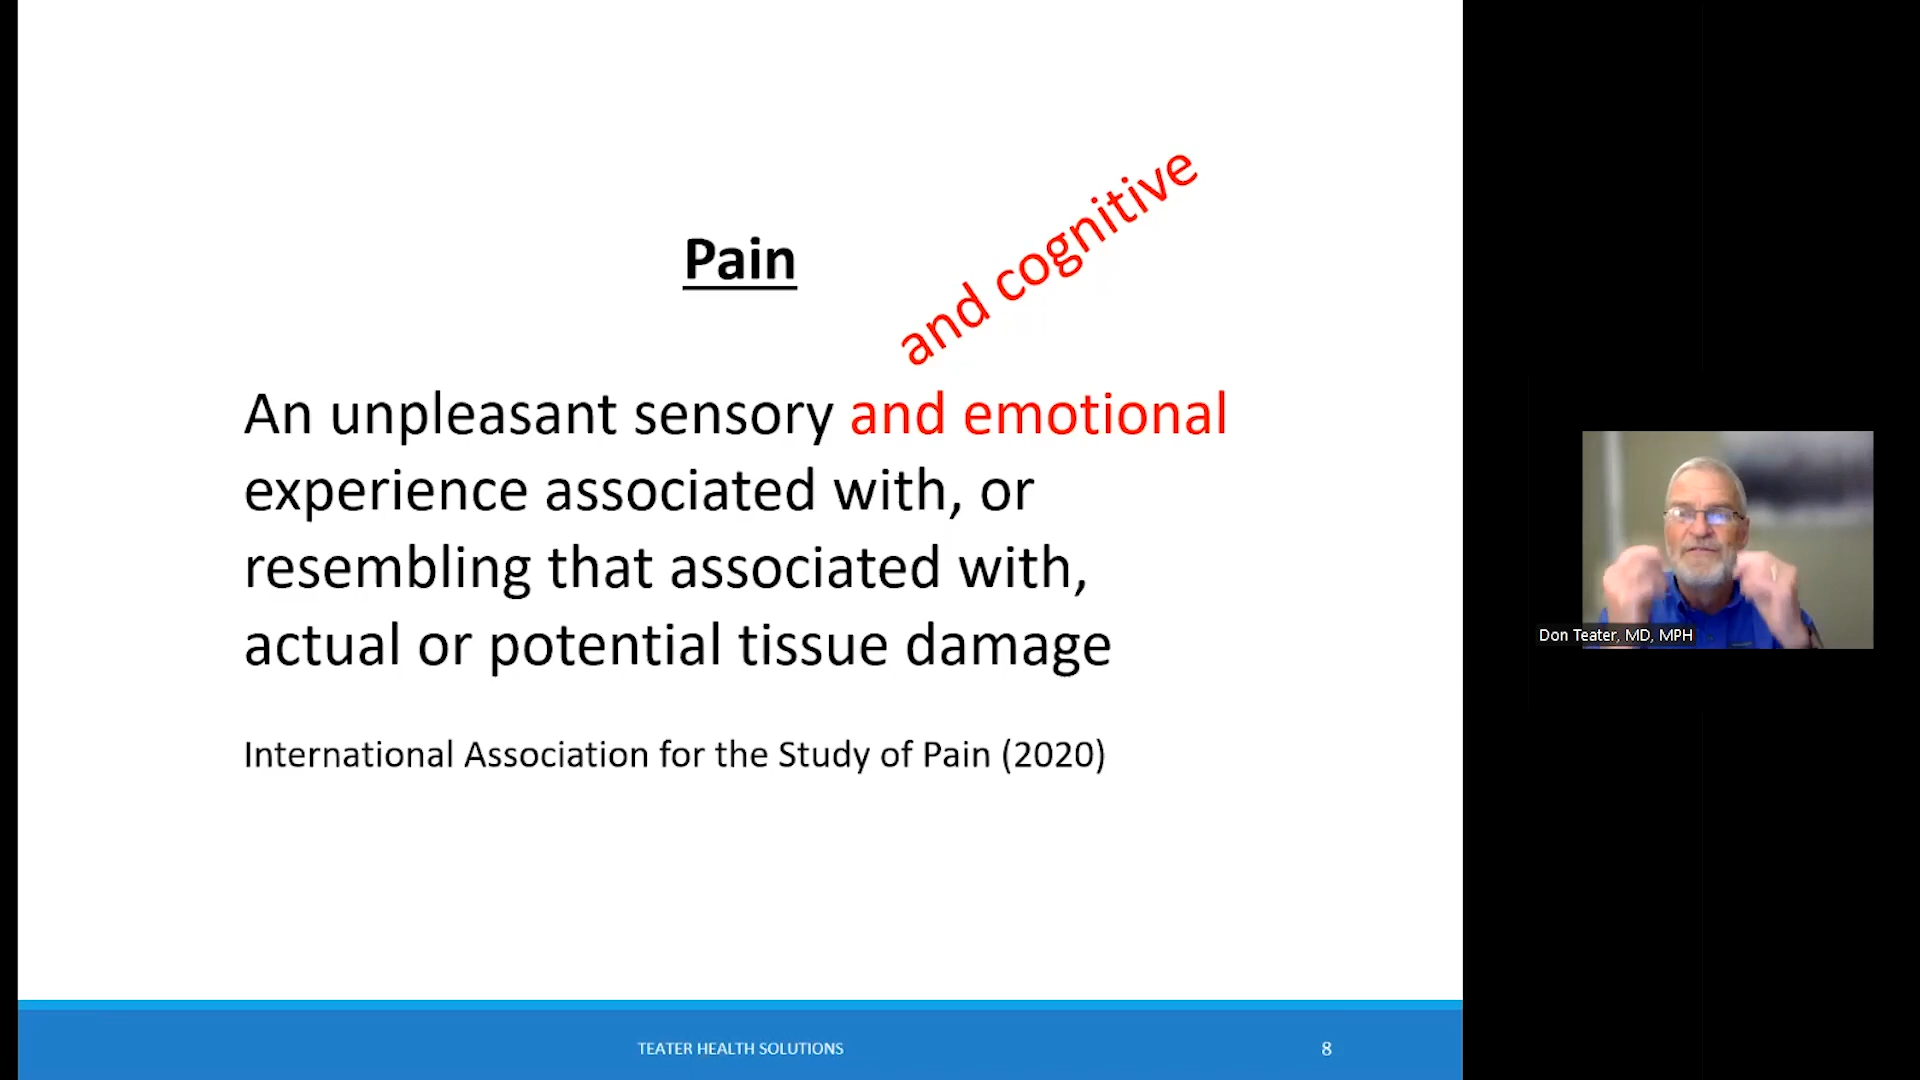 Pain
and cognitive
An unpleasant sensory and emotional
experience associated with, or
resembling that associated with,
actual or potential tissue damage
International Association for the Study of Pain (2020)
Don Teater, MD, MPH
TEATER HEALTH SOLUTIONS
8